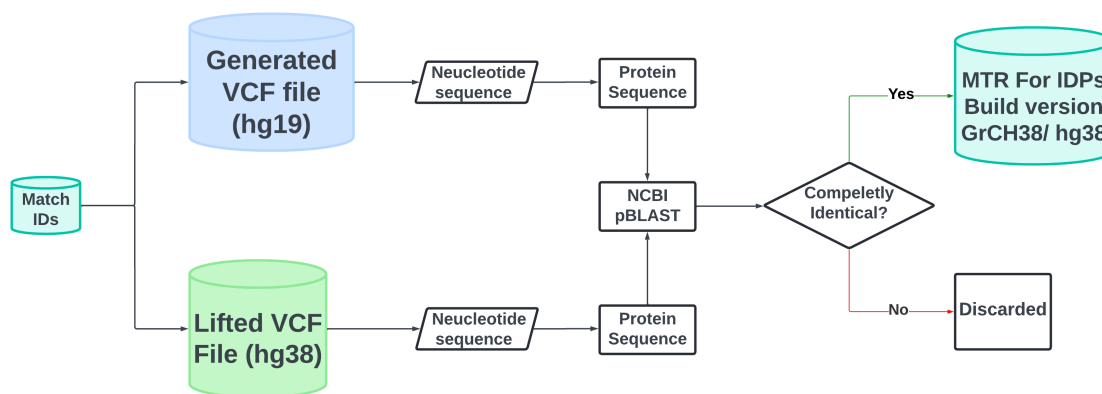 Generated
VCF file
(hg19)
Neucleotide
sequence
Protein
Sequence
MTR For IDPs
Build version
GrCH38/ hg38
Yes
Match
IDs
NCBI
pBLAST
Compeletly
Identical?
Lifted VCF
File (hg38)
Neucleotide
sequence
Protein
Sequence
No
Discarded